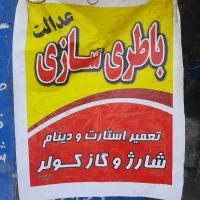 عدالت
باطری سازی
تعمیر استارت و دینام
شارژ و گاز کولر